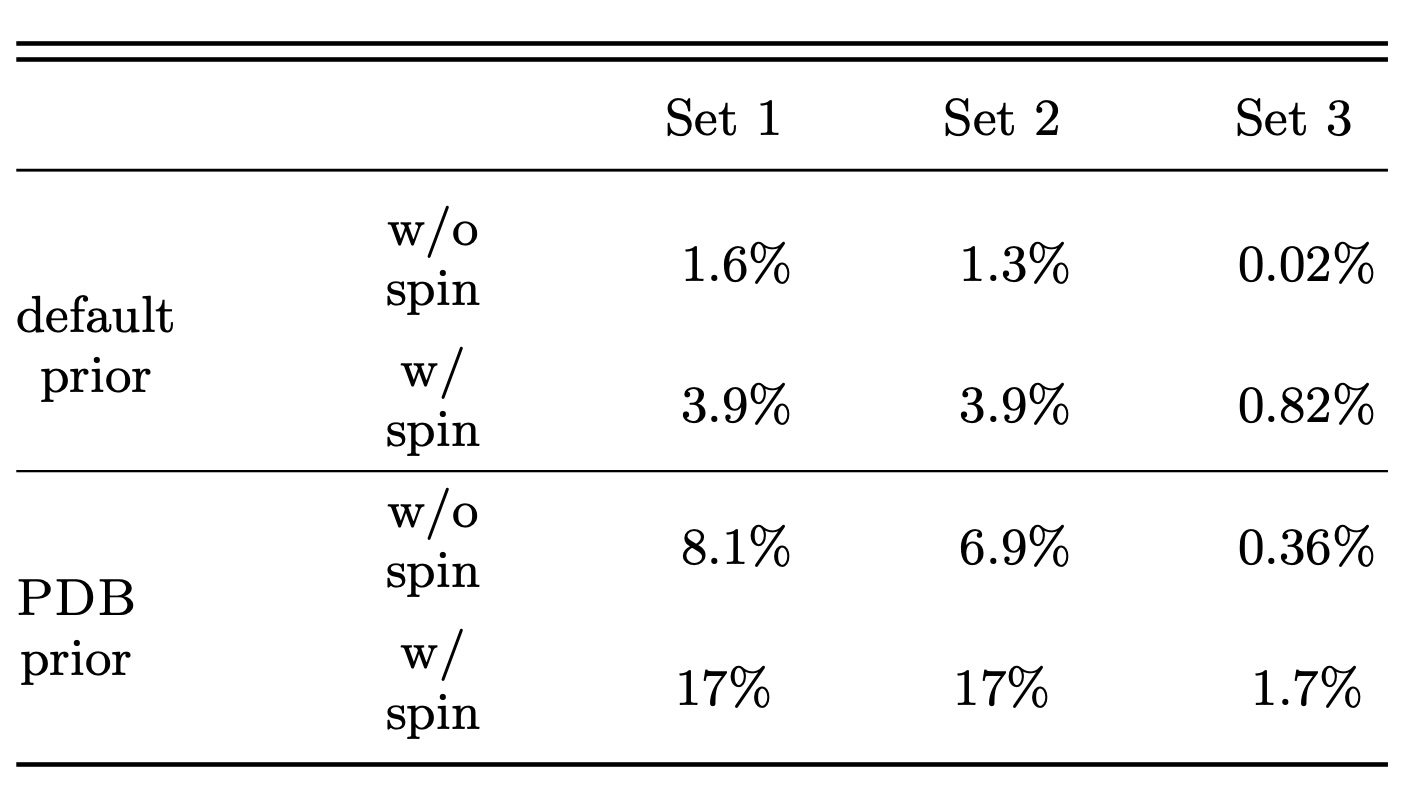 Set 1 Set 2 Set 3
default
prior
w/o
spin
1.6% 1.3% 0.02%
w/
spin
3.9% 3.9% 0.82%
PDB
prior
w/o
spin
8.1% 6.9% 0.36%
w/
spin
17% 17% 1.7%